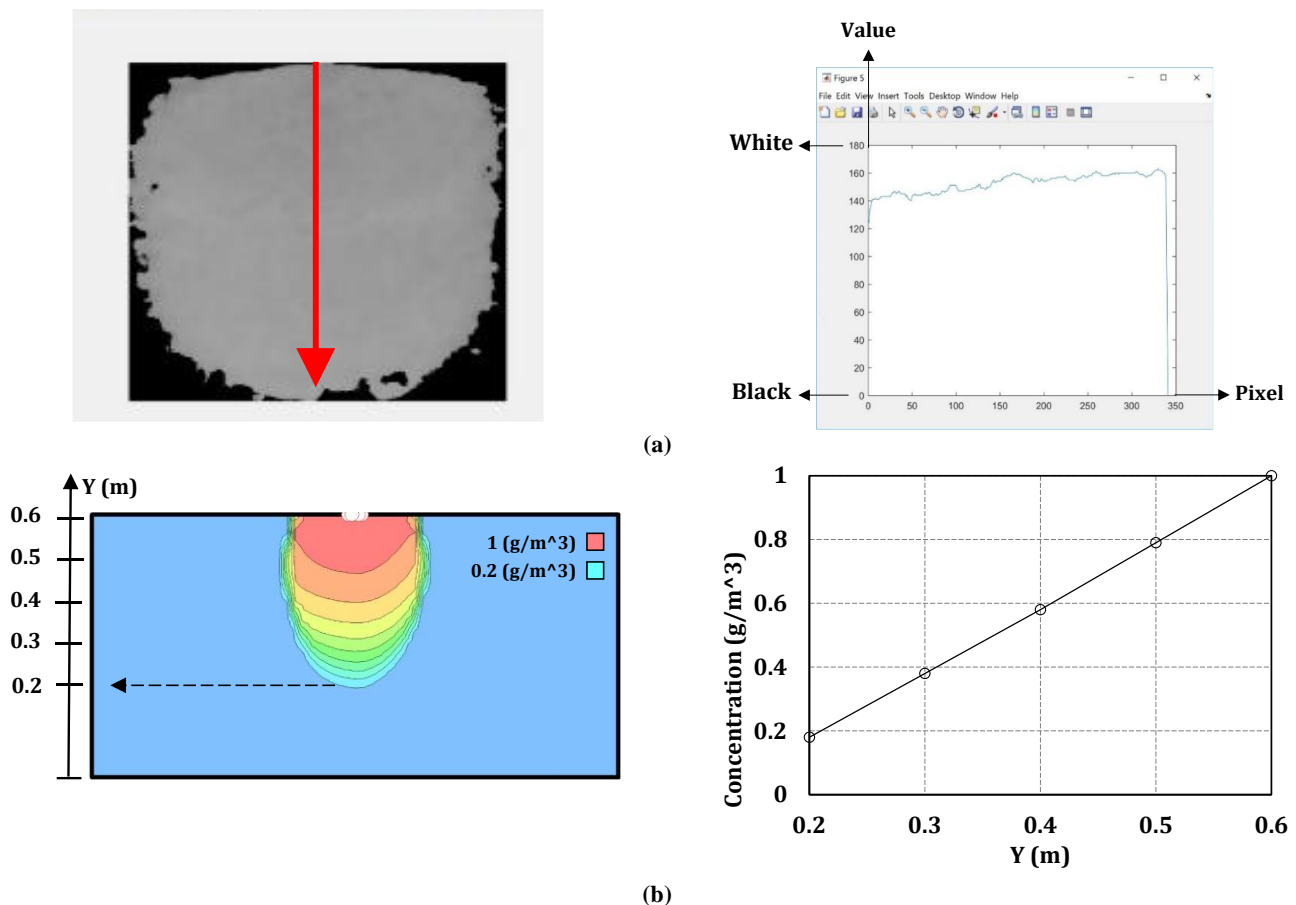 Value
Figure 5
File Edit View Insert Tools Desktop Window Help
White
180
160
140
120
100
80
60
40
20
Black
0
0 50 100 150 200 250 300 350
Pixel
(a)
Y (m)
0.6
0.5
0.4
0.3
0.2
1 (g/m^3)
0.2 (g/m^3)
Concentration (g/m^3)
1
0.8
0.6
0.4
0.2
0
0.2 0.3 0.4 0.5 0.6
Y (m)
(b)